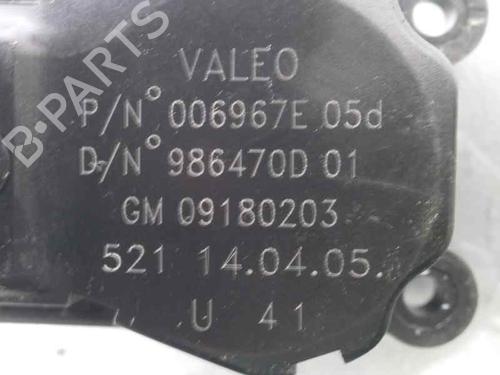 VALEO
P/N° 006967E 05d
D/N° 986470D 01
GM 09180203
521 14.04.05.
U 41
B-PARTS